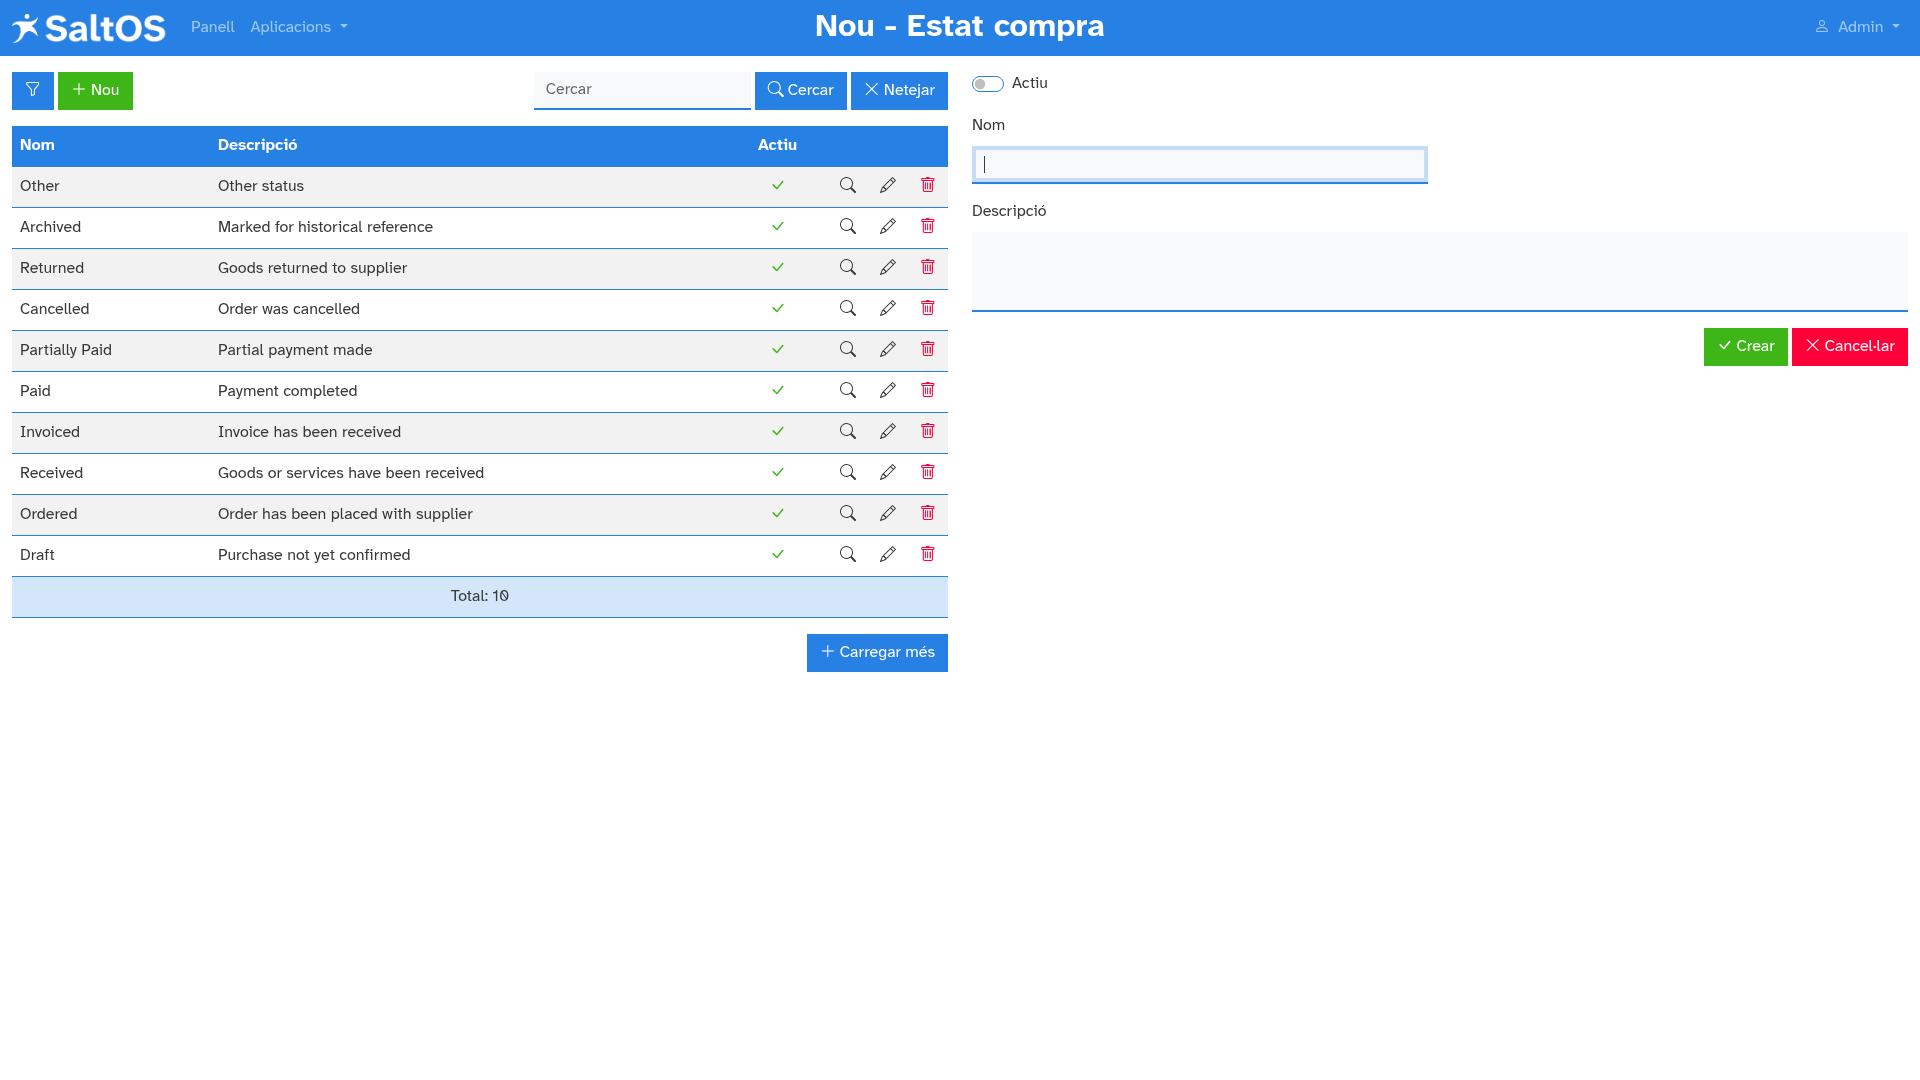 SaltOS Panell Aplicacions Nou - Estat compra Admin
Nou Cercar Cercar Netejar
Nom Descripció Actiu
Other Other status
Archived Marked for historical reference
Returned Goods returned to supplier
Cancelled Order was cancelled
Partially Paid Partial payment made
Paid Payment completed
Invoiced Invoice has been received
Received Goods or services have been received
Ordered Order has been placed with supplier
Draft Purchase not yet confirmed
Total: 10
Carregar més
Actiu
Nom
Descripció
Crear Cancel·lar